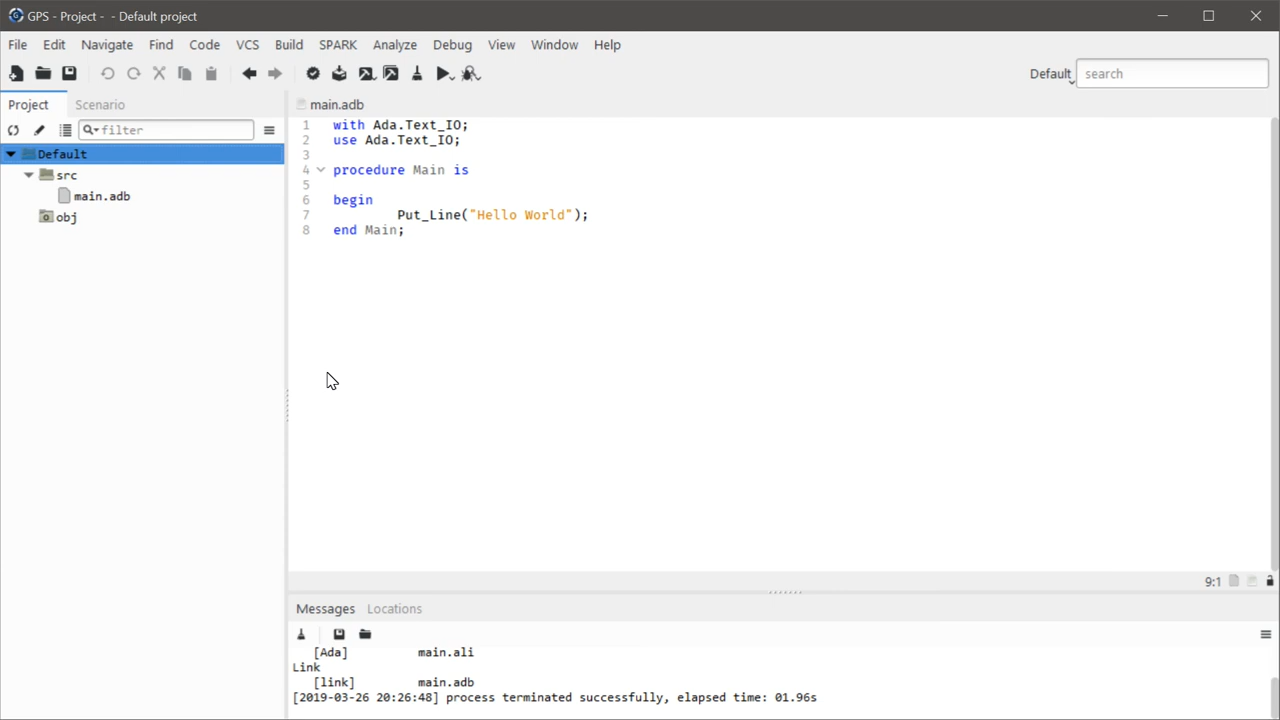 GPS - Project -  - Default project
File Edit Navigate Find Code VCS Build SPARK Analyze Debug View Window Help
Default search
Project Scenario
filter
Default
src
main.adb
obj
main.adb
1 with Ada.Text_IO;
2 use Ada.Text_IO;
3
4 procedure Main is
5
6 begin
7 Put_Line("Hello World");
8 end Main;
9:1
Messages Locations
[Ada] main.ali
Link
[link] main.adb
[2019-03-26 20:26:48] process terminated successfully, elapsed time: 01.96s